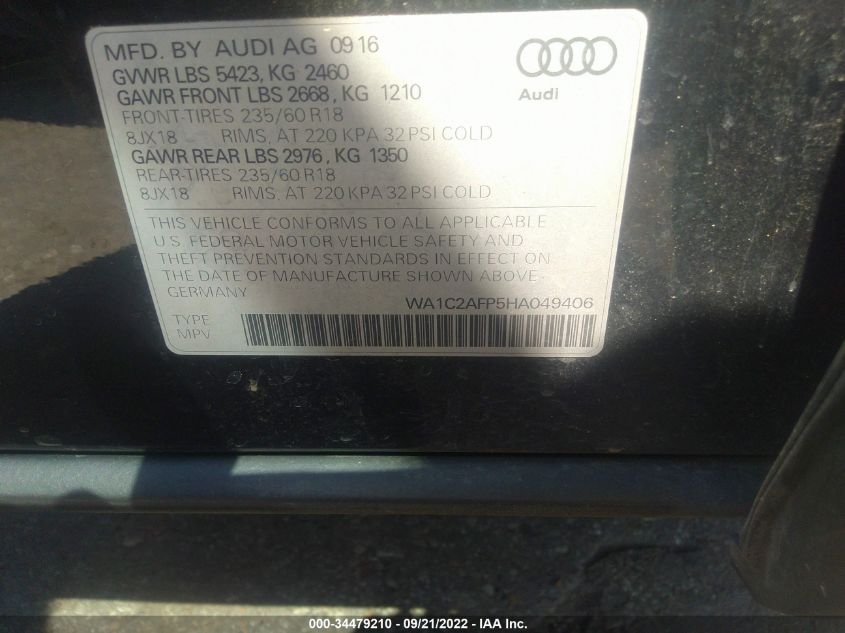 MFD. BY AUDI AG 09 16
GVWR LBS 5423, KG 2460
GAWR FRONT LBS 2668, KG 1210
FRONT-TIRES 235/60 R18
8JX18 RIMS, AT 220 KPA 32 PSI COLD
GAWR REAR LBS 2976, KG 1350
REAR-TIRES 235/60 R18
8JX18 RIMS, AT 220 KPA 32 PSI COLD
Audi
THIS VEHICLE CONFORMS TO ALL APPLICABLE
U.S. FEDERAL MOTOR VEHICLE SAFETY AND
THEFT PREVENTION STANDARDS IN EFFECT ON
THE DATE OF MANUFACTURE SHOWN ABOVE.
GERMANY
WA1C2AFP5HA049406
TYPE
MPV
000-34479210 - 09/21/2022 - IAA Inc.